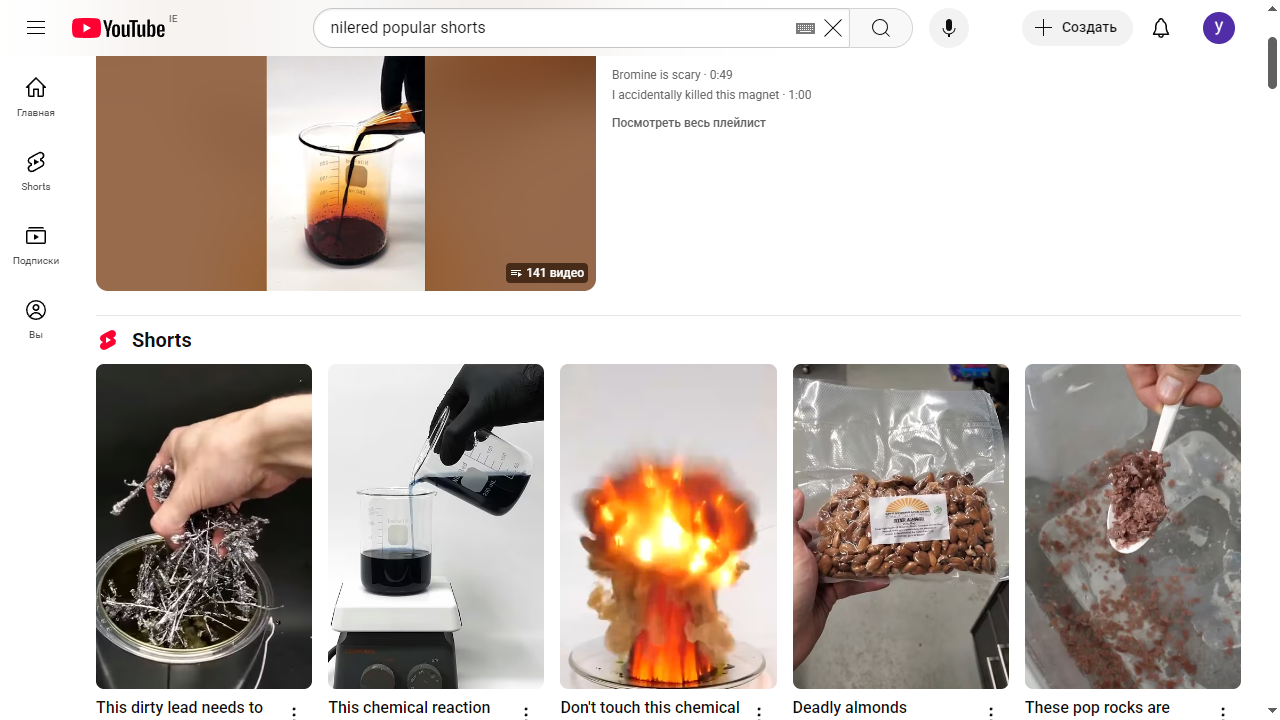 YouTube IE
nilered popular shorts
Создать
y
Bromine is scary · 0:49
I accidentally killed this magnet · 1:00
Посмотреть весь плейлист
Главная
Shorts
Подписки
Вы
141 видео
Shorts
This dirty lead needs to
This chemical reaction
Don't touch this chemical
Deadly almonds
These pop rocks are